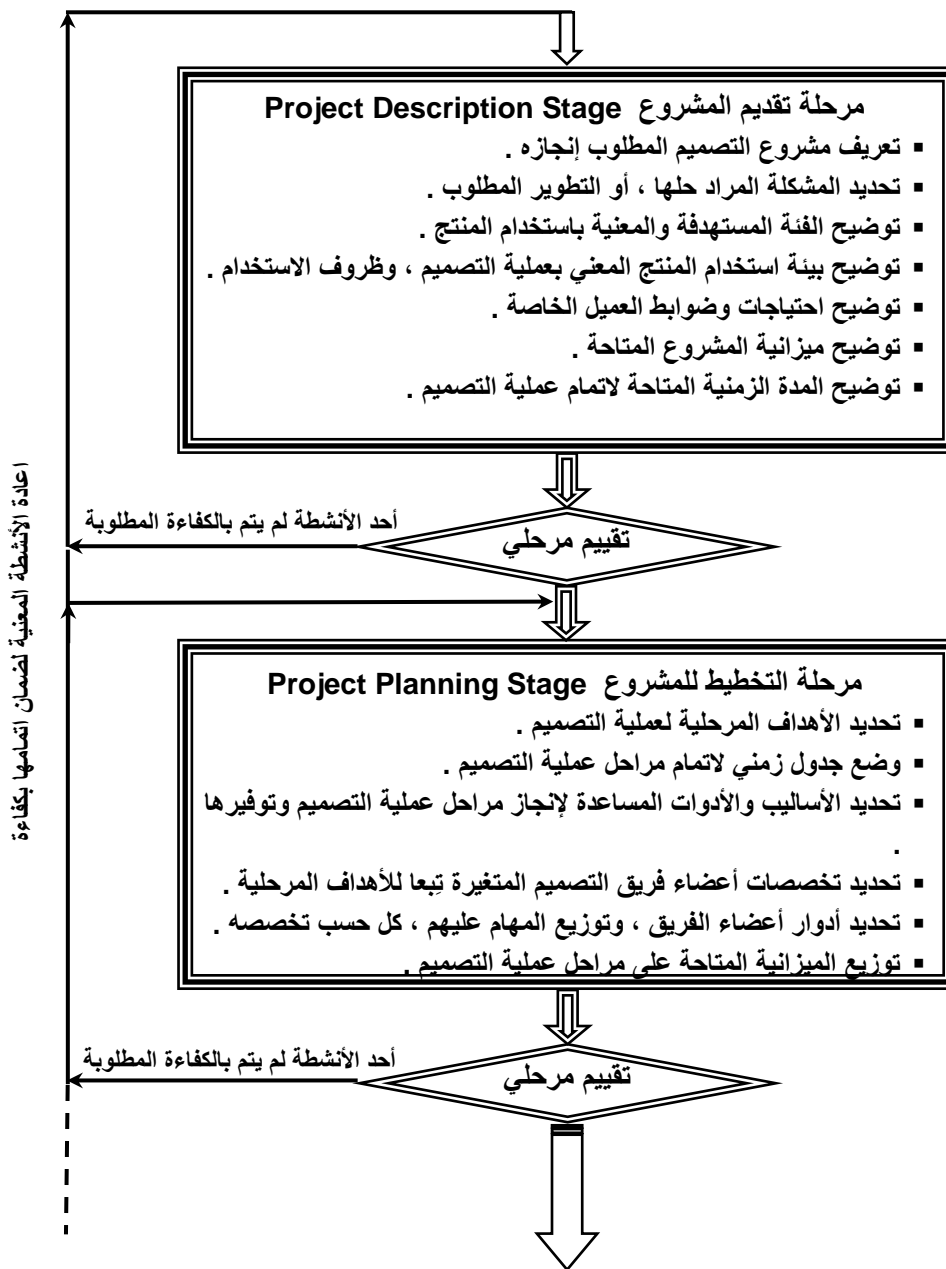 مرحلة تقديم المشروع Project Description Stage
▪ تعريف مشروع التصميم المطلوب إنجازه .
▪ تحديد المشكلة المراد حلها ، أو التطوير المطلوب .
▪ توضيح الفئة المستهدفة والمعنية باستخدام المنتج .
▪ توضيح بيئة استخدام المنتج المعني بعملية التصميم ، وظروف الاستخدام .
▪ توضيح احتياجات وضوابط العميل الخاصة .
▪ توضيح ميزانية المشروع المتاحة .
▪ توضيح المدة الزمنية المتاحة لاتمام عملية التصميم .
أحد الأنشطة لم يتم بالكفاءة المطلوبة
تقييم مرحلي
اعادة الأنشطة المعنية لضمان اتمامها بكفاءة
مرحلة التخطيط للمشروع Project Planning Stage
▪ تحديد الأهداف المرحلية لعملية التصميم .
▪ وضع جدول زمني لاتمام مراحل عملية التصميم .
▪ تحديد الأساليب والأدوات المساعدة لإنجاز مراحل عملية التصميم وتوفيرها
.
▪ تحديد تخصصات أعضاء فريق التصميم المتغيرة تِبعا للأهداف المرحلية .
▪ تحديد أدوار أعضاء الفريق ، وتوزيع المهام عليهم ، كل حسب تخصصه .
▪ توزيع الميزانية المتاحة على مراحل عملية التصميم .
أحد الأنشطة لم يتم بالكفاءة المطلوبة
تقييم مرحلي